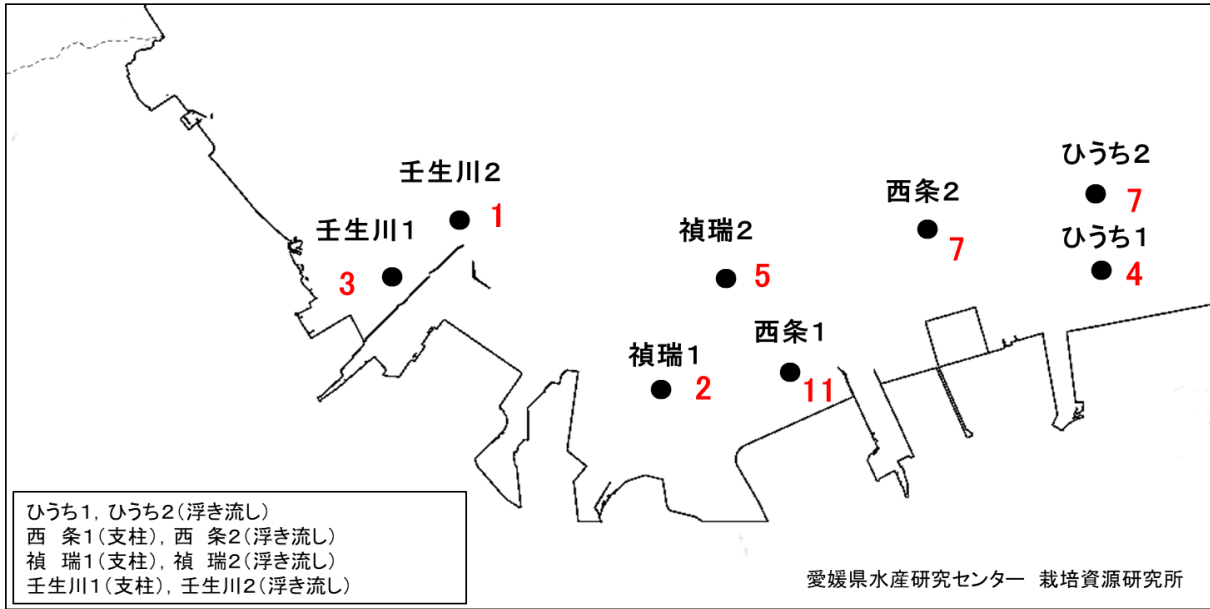 ひうち2
7
壬生川2
1
西条2
7
壬生川1
3
禎瑞2
5
ひうち1
4
西条1
11
禎瑞1
2
ひうち1，ひうち2(浮き流し)
西　条1(支柱)，西　条2(浮き流し)
禎　瑞1(支柱)，禎　瑞2(浮き流し)
壬生川1(支柱)，壬生川2(浮き流し)
愛媛県水産研究センター 栽培資源研究所